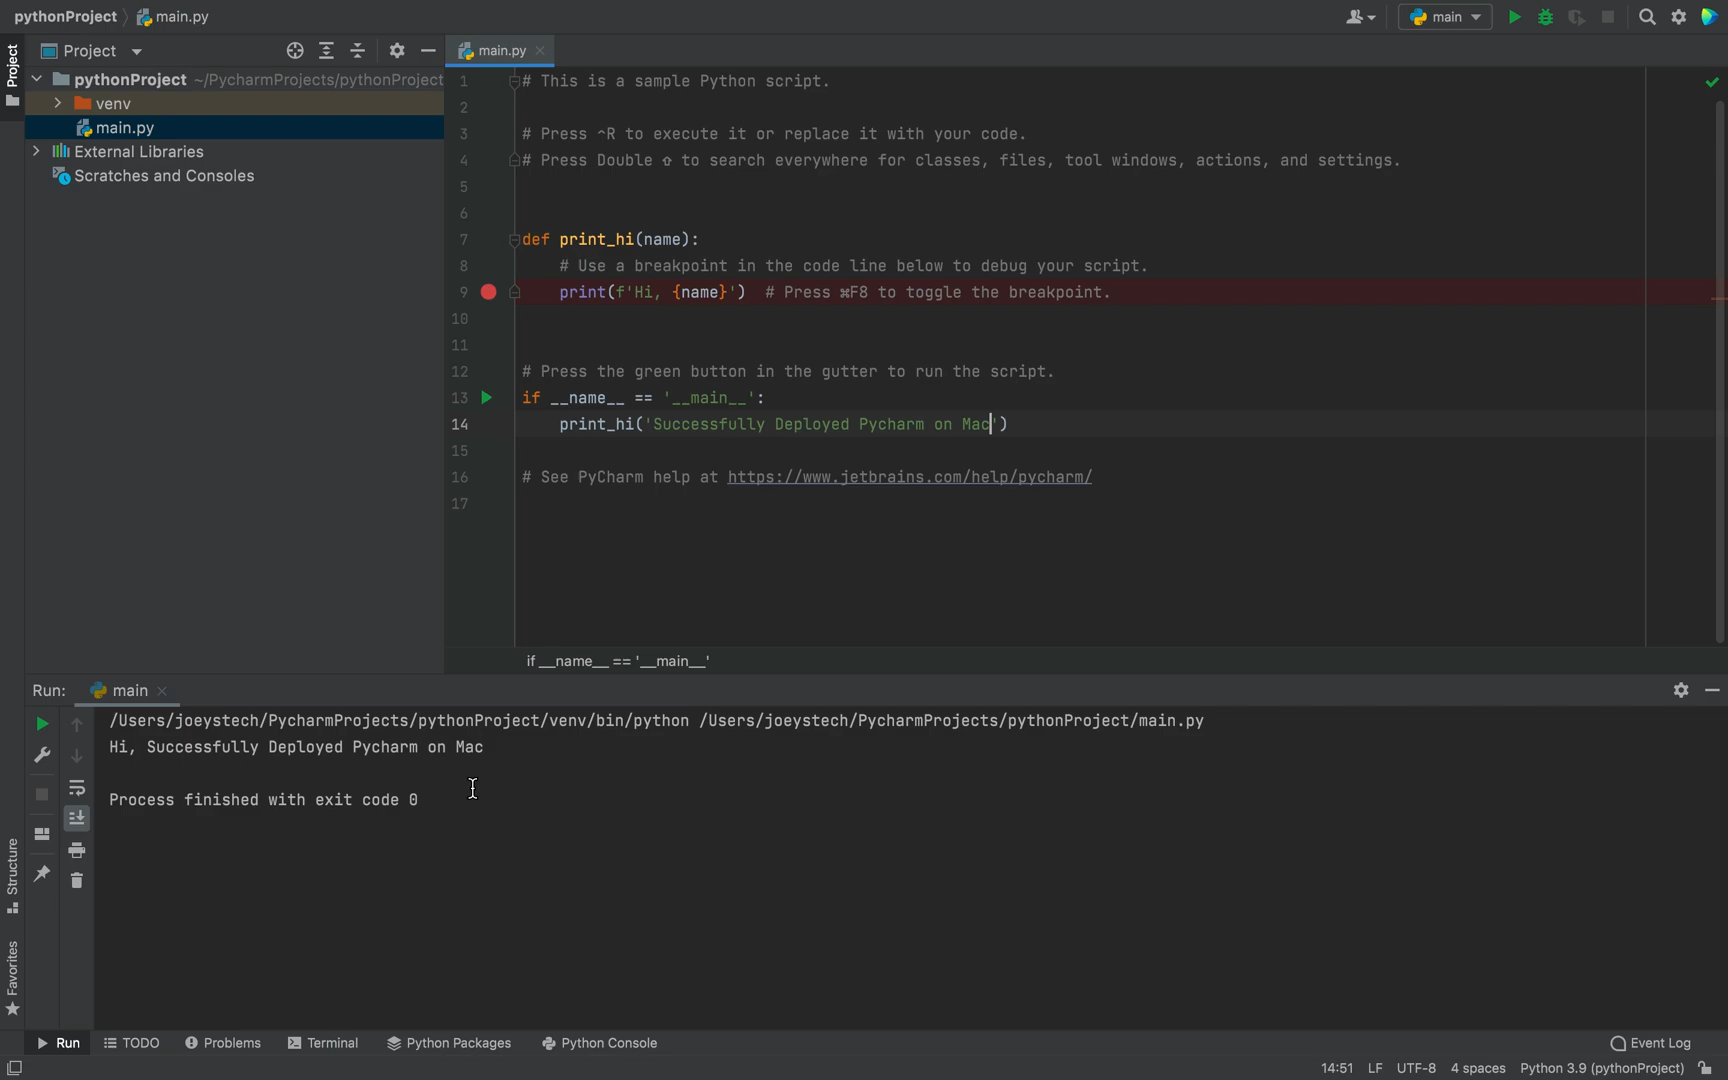 pythonProject main.py
main
Project
Project
main.py
pythonProject ~/PycharmProjects/pythonProject
venv
main.py
External Libraries
Scratches and Consoles
1 # This is a sample Python script.
2
3 # Press ^R to execute it or replace it with your code.
4 # Press Double ⇧ to search everywhere for classes, files, tool windows, actions, and settings.
5
6
7 def print_hi(name):
8 # Use a breakpoint in the code line below to debug your script.
9 print(f'Hi, {name}') # Press ⌘F8 to toggle the breakpoint.
10
11
12 # Press the green button in the gutter to run the script.
13 if __name__ == '__main__':
14 print_hi('Successfully Deployed Pycharm on Mac')
15
16 # See PyCharm help at https://www.jetbrains.com/help/pycharm/
17
if __name__ == '__main__'
Run: main
/Users/joeystech/PycharmProjects/pythonProject/venv/bin/python /Users/joeystech/PycharmProjects/pythonProject/main.py
Hi, Successfully Deployed Pycharm on Mac
Process finished with exit code 0
Structure
Favorites
Run TODO Problems Terminal Python Packages Python Console Event Log
14:51 LF UTF-8 4 spaces Python 3.9 (pythonProject)